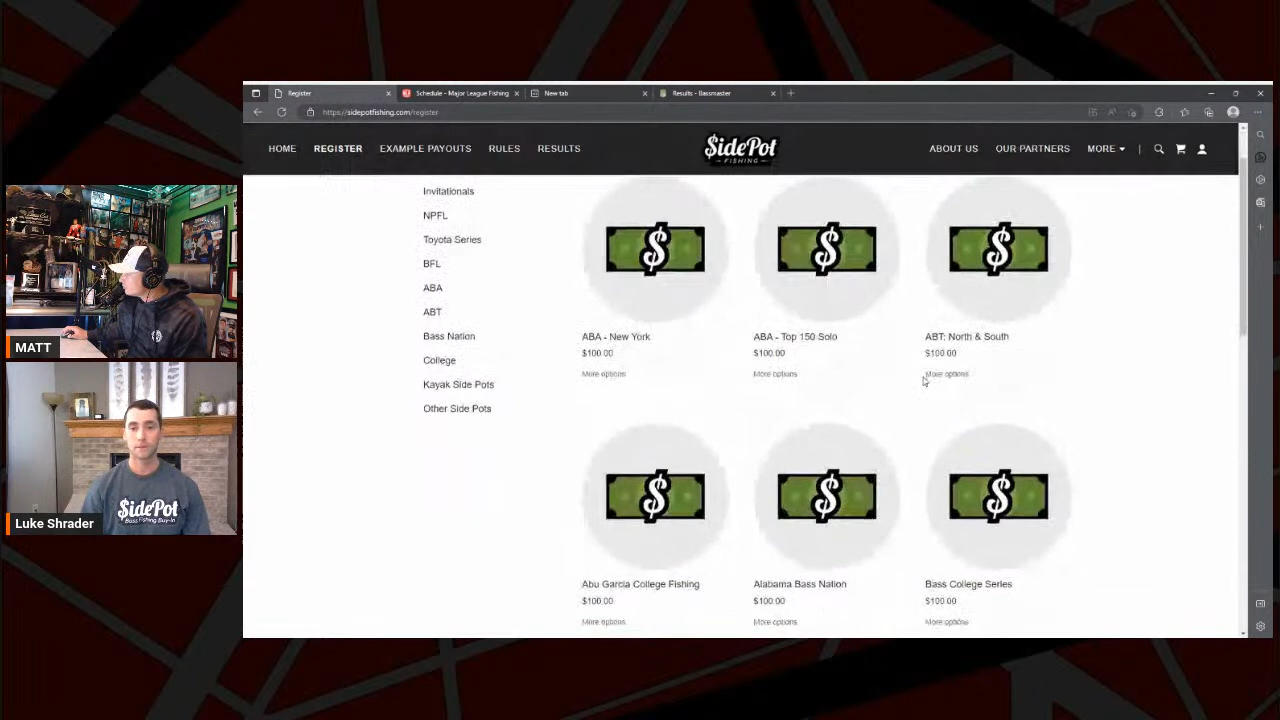 Register
Schedule - Major League Fishing
New tab
Results - Bassmaster
https://sidepotfishing.com/register
HOME
REGISTER
EXAMPLE PAYOUTS
RULES
RESULTS
$idePot
FISHING
ABOUT US
OUR PARTNERS
MORE
Invitationals
NPFL
Toyota Series
BFL
ABA
ABT
Bass Nation
College
Kayak Side Pots
Other Side Pots
$ $ $
ABA - New York
$100.00
More options
ABA - Top 150 Solo
$100.00
More options
ABT: North & South
$100.00
More options
$ $ $
Abu Garcia College Fishing
$100.00
More options
Alabama Bass Nation
$100.00
More options
Bass College Series
$100.00
More options
MATT
$idePot
Bass Fishing Buy-In
Luke Shrader